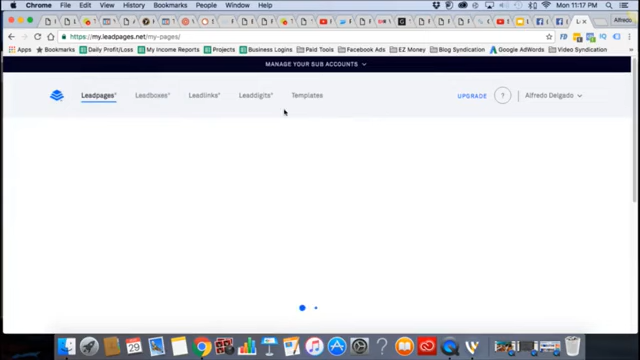 Chrome File Edit View History Bookmarks People Window Help
Mon 11:17 PM
Alfredo
https://my.leadpages.net/my-pages/
Apps Bookmarks Daily Profit/Loss My Income Reports Projects Business Logins Paid Tools Facebook Ads EZ Money Blog Syndication Google AdWords Video Syndication
MANAGE YOUR SUB ACCOUNTS
Leadpages® Leadboxes® Leadlinks® Leaddigits® Templates UPGRADE ? Alfredo Delgado
29